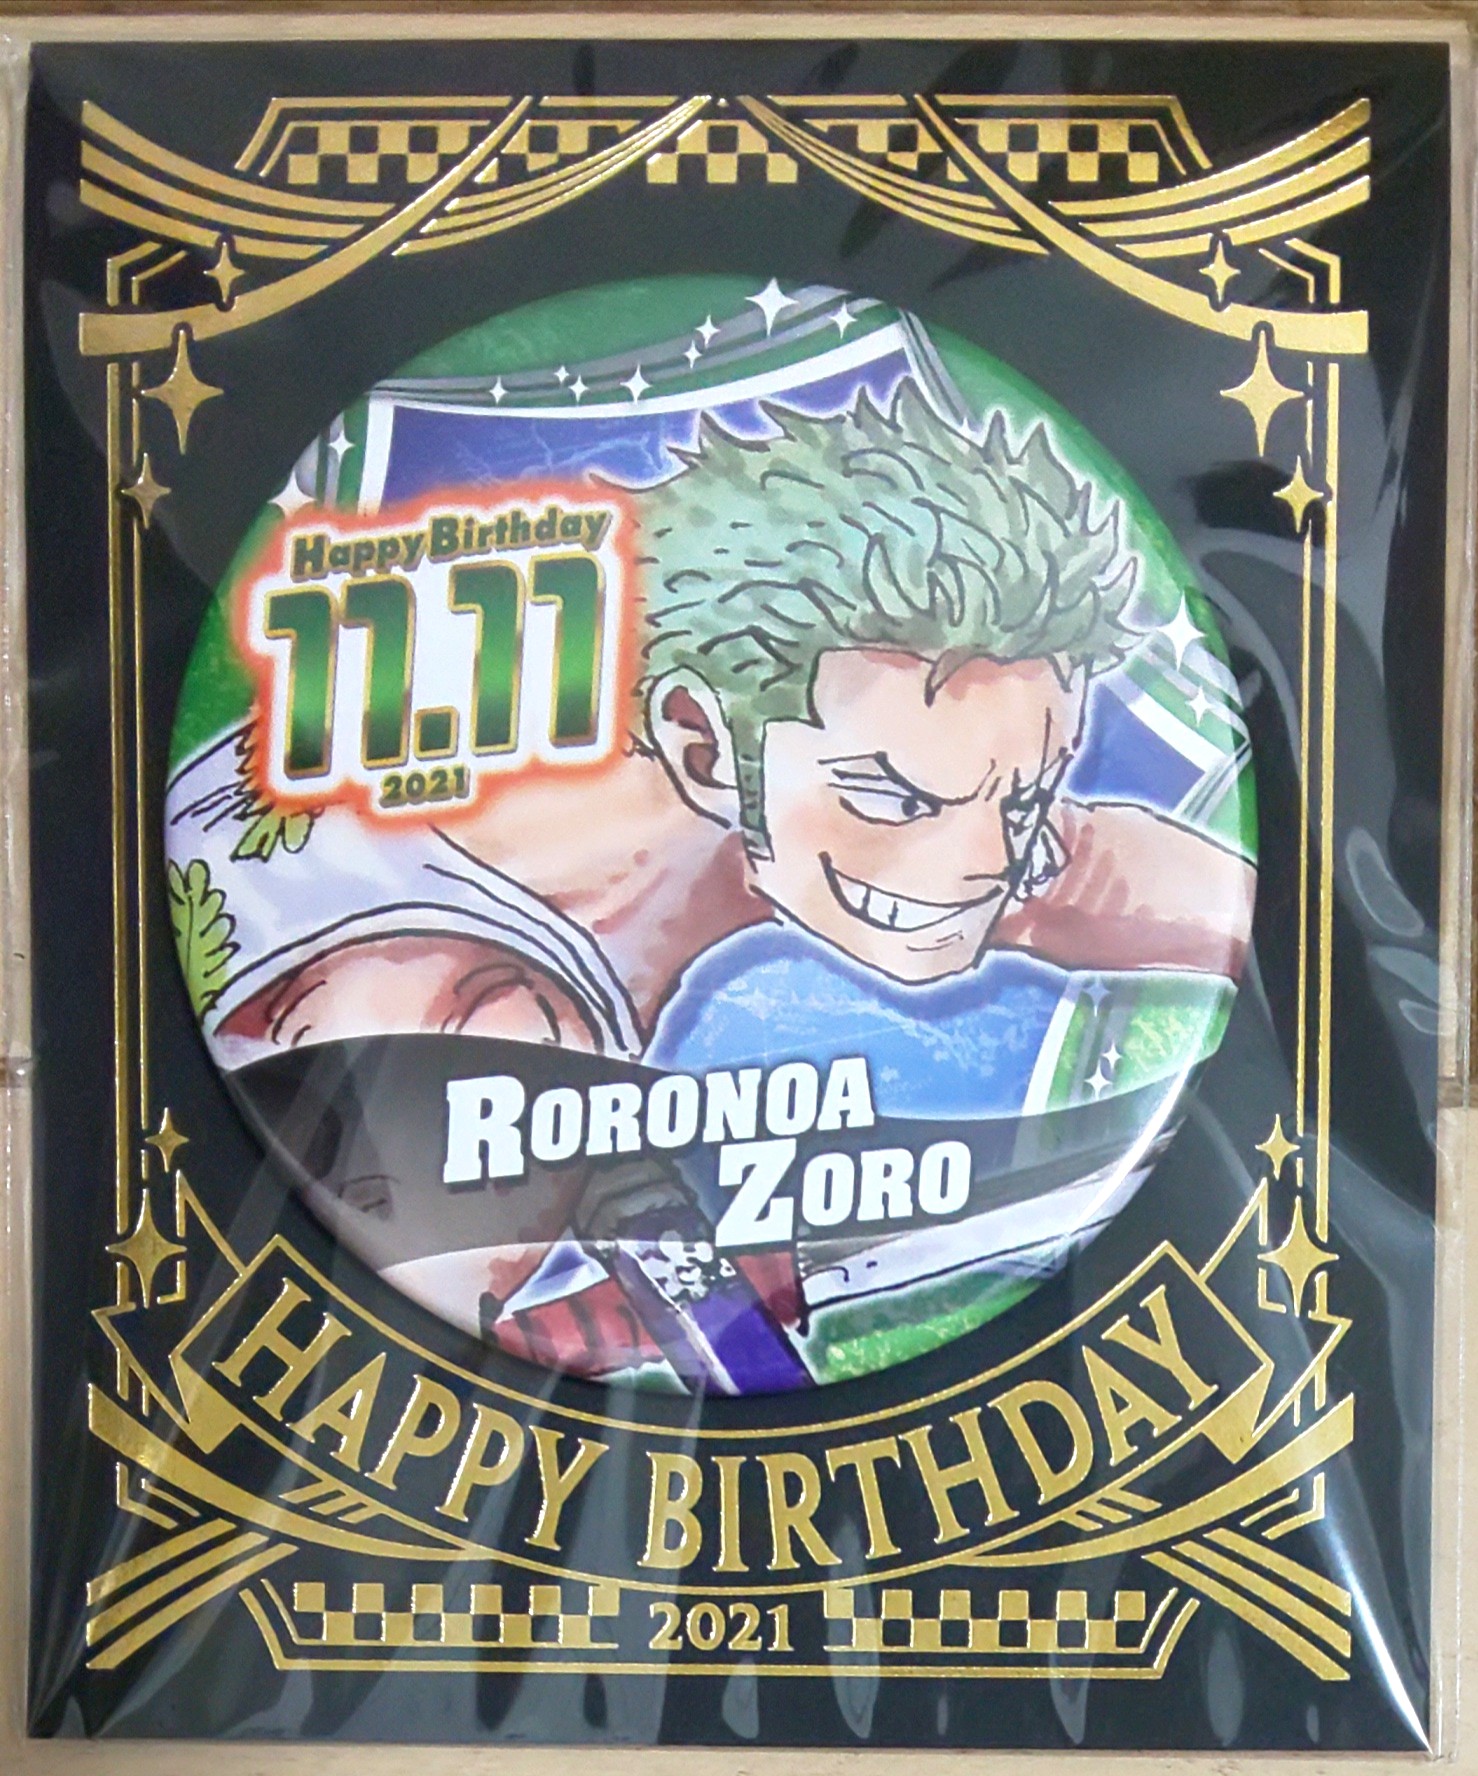 Happy Birthday
11.11
2021
RORONOA
ZORO
HAPPY BIRTHDAY
2021